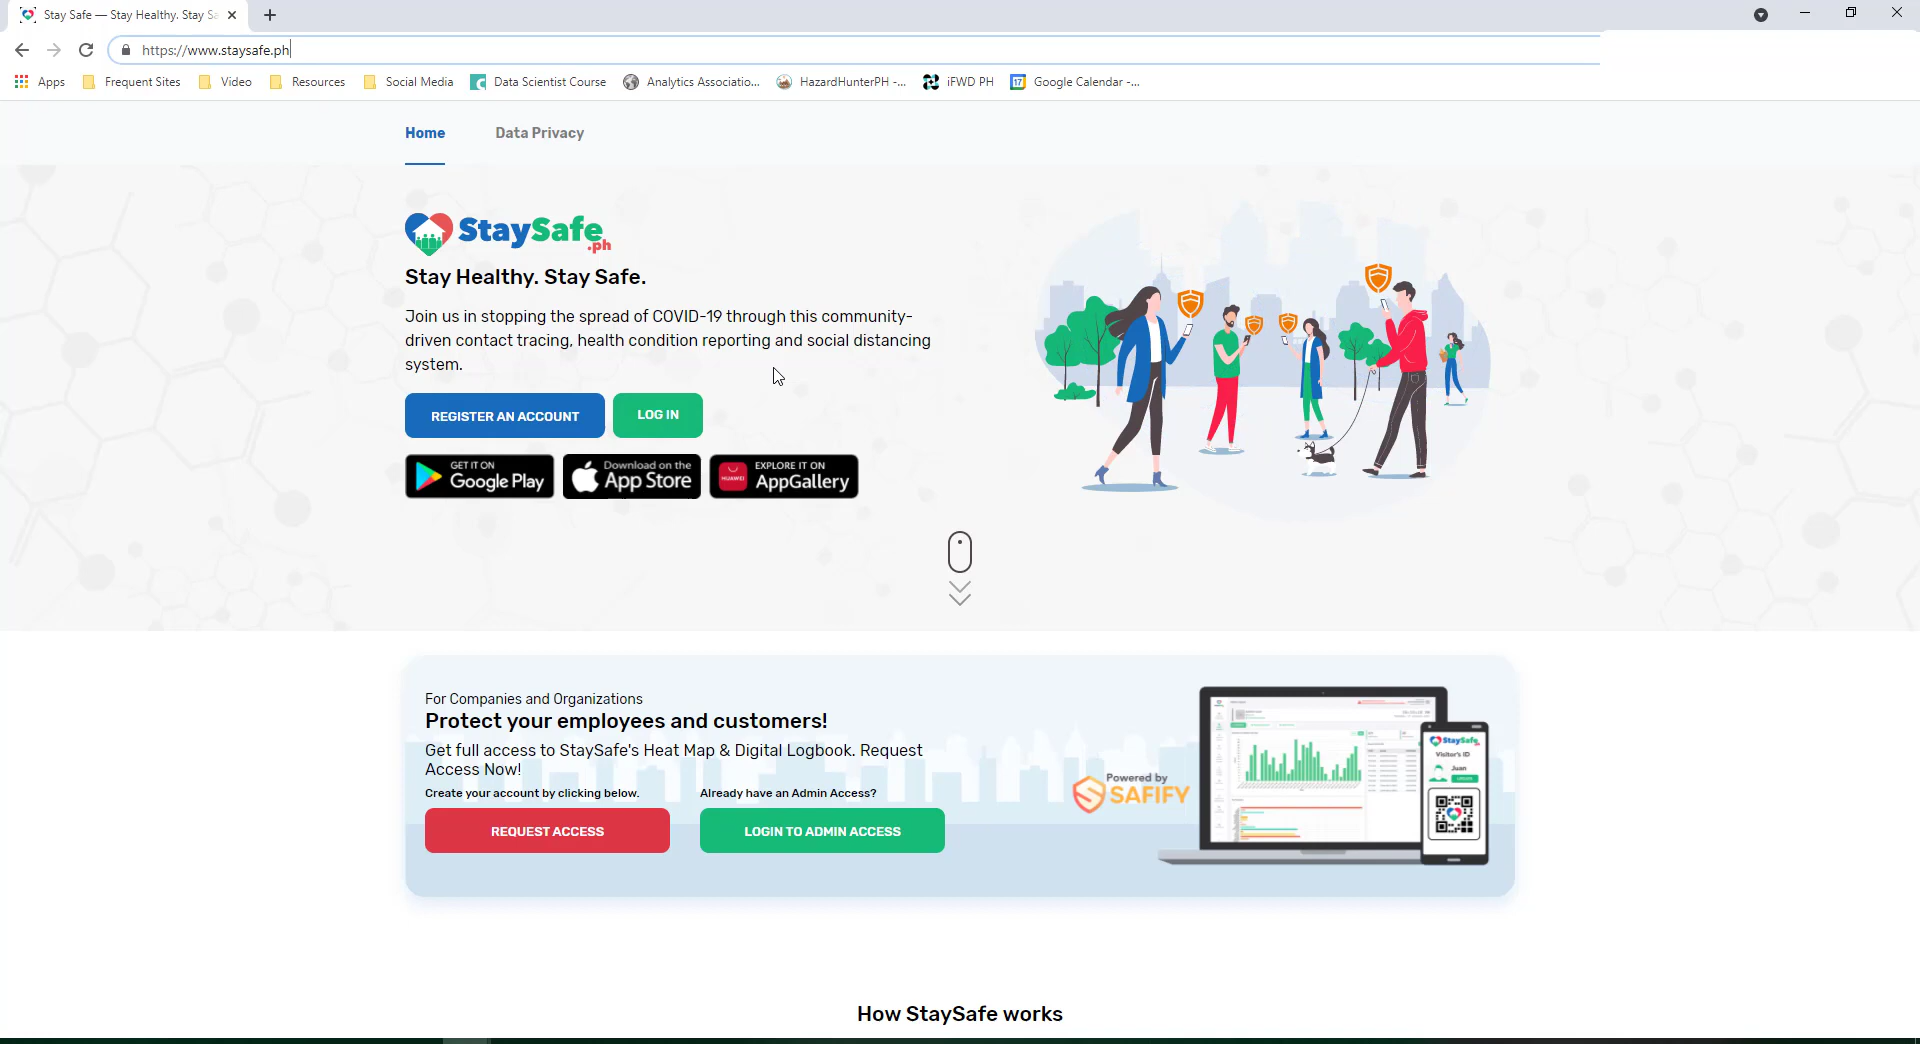 Stay Safe — Stay Healthy. Stay Sa
https://www.staysafe.ph
Apps
Frequent Sites
Video
Resources
Social Media
Data Scientist Course
Analytics Associatio...
HazardHunterPH -...
iFWD PH
17
Google Calendar -...
Home
Data Privacy
StaySafe.ph
Stay Healthy. Stay Safe.
Join us in stopping the spread of COVID-19 through this community-
driven contact tracing, health condition reporting and social distancing
system.
REGISTER AN ACCOUNT
LOG IN
GET IT ON
Google Play
Download on the
App Store
HUAWEI
EXPLORE IT ON
AppGallery
For Companies and Organizations
Protect your employees and customers!
Get full access to StaySafe's Heat Map & Digital Logbook. Request
Access Now!
Create your account by clicking below.
Already have an Admin Access?
REQUEST ACCESS
LOGIN TO ADMIN ACCESS
Powered by
SAFIFY
StaySafe
Visitor's ID
Juan
How StaySafe works